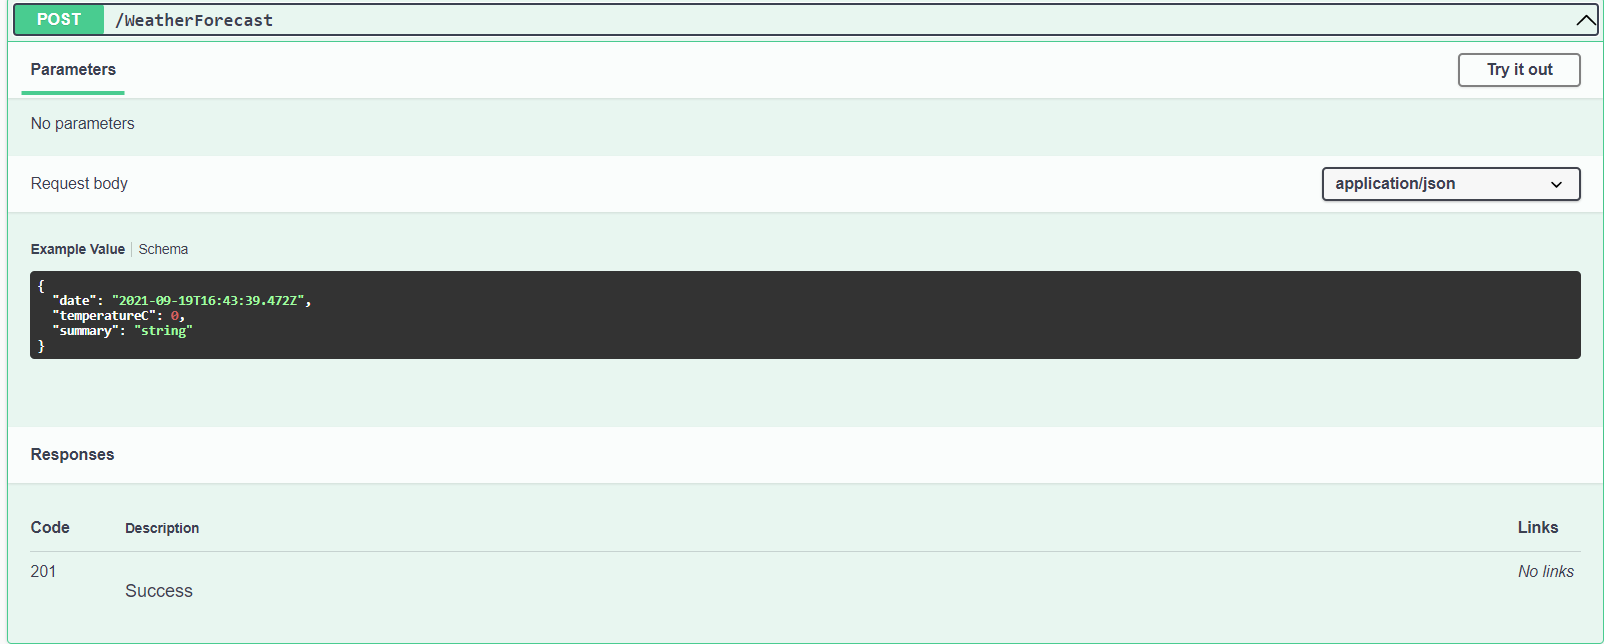 POST /WeatherForecast
Parameters
Try it out
No parameters
Request body
application/json
Example Value
Schema
{
  "date": "2021-09-19T16:43:39.472Z",
  "temperatureC": 0,
  "summary": "string"
}
Responses
Code Description Links
201 Success No links